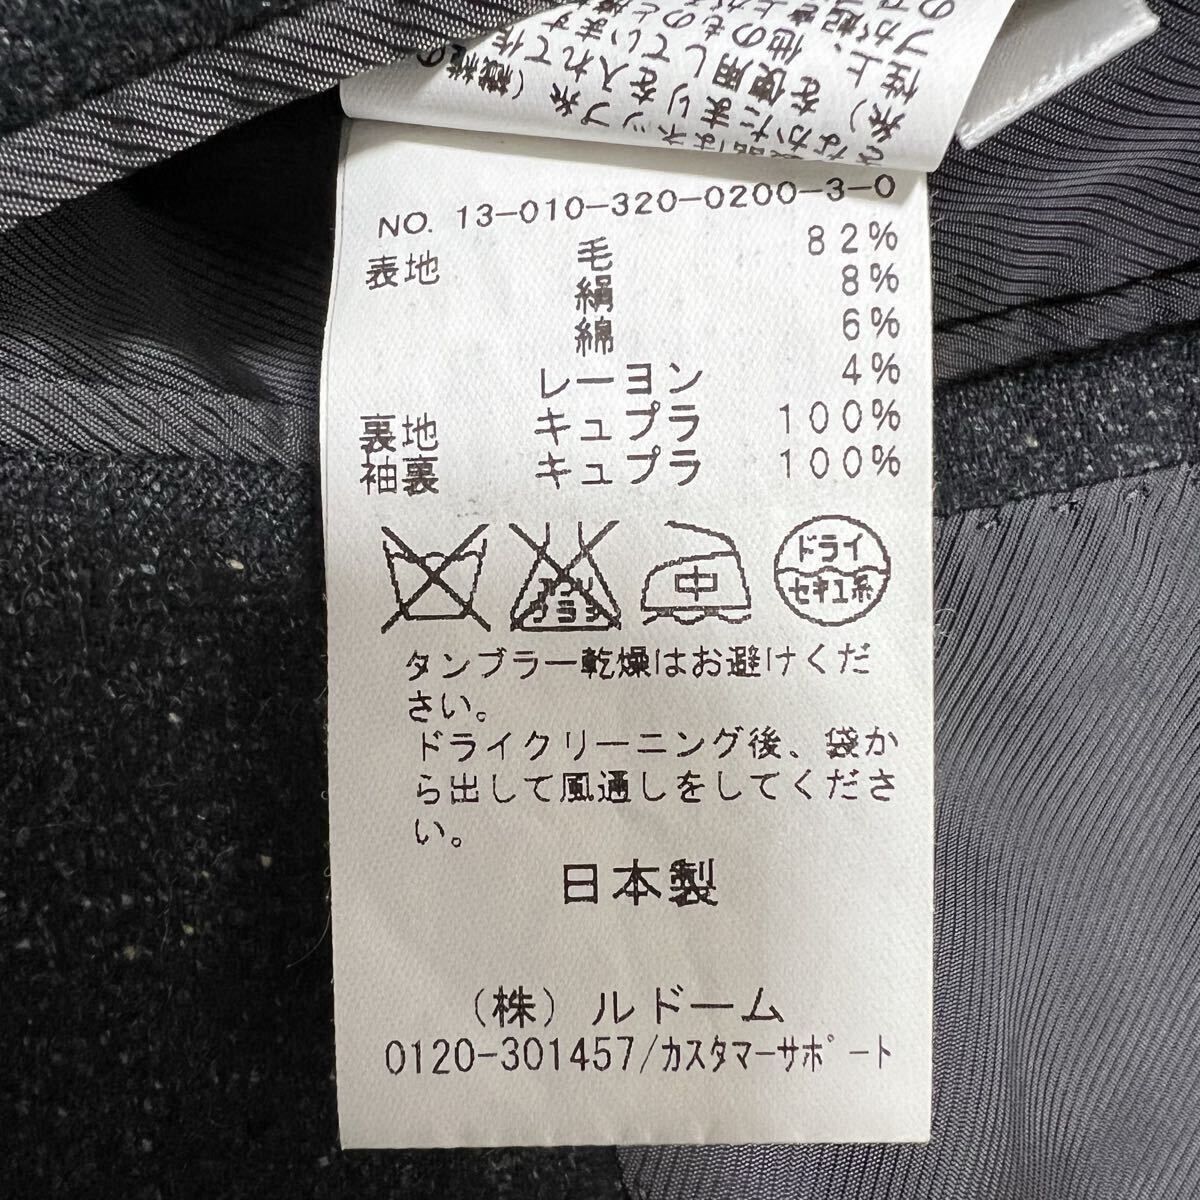 NO. 13-010-320-0200-3-0
表地 毛 82%
絹 8%
綿 6%
レーヨン 4%
裏地 キュプラ 100%
袖裏 キュプラ 100%
中
ドライ
セキユ系
タンブラー乾燥はお避けくだ
さい。
ドライクリーニング後、袋か
ら出して風通しをしてくださ
い。
日本製
(株)ルドーム
0120-301457/カスタマーサポート